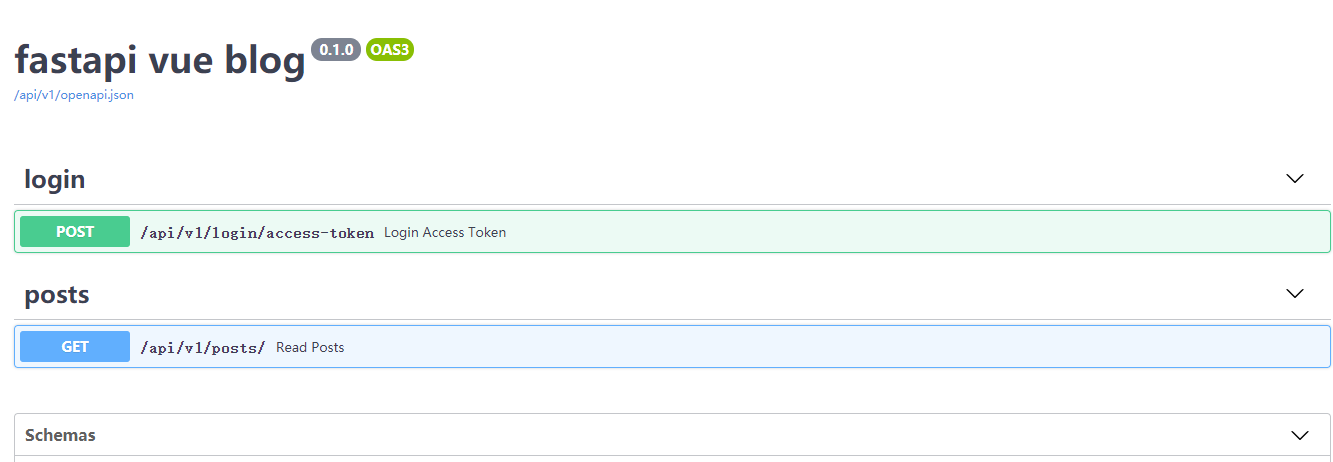 fastapi vue blog 0.1.0 OAS3
/api/v1/openapi.json
login
POST /api/v1/login/access-token Login Access Token
posts
GET /api/v1/posts/ Read Posts
Schemas